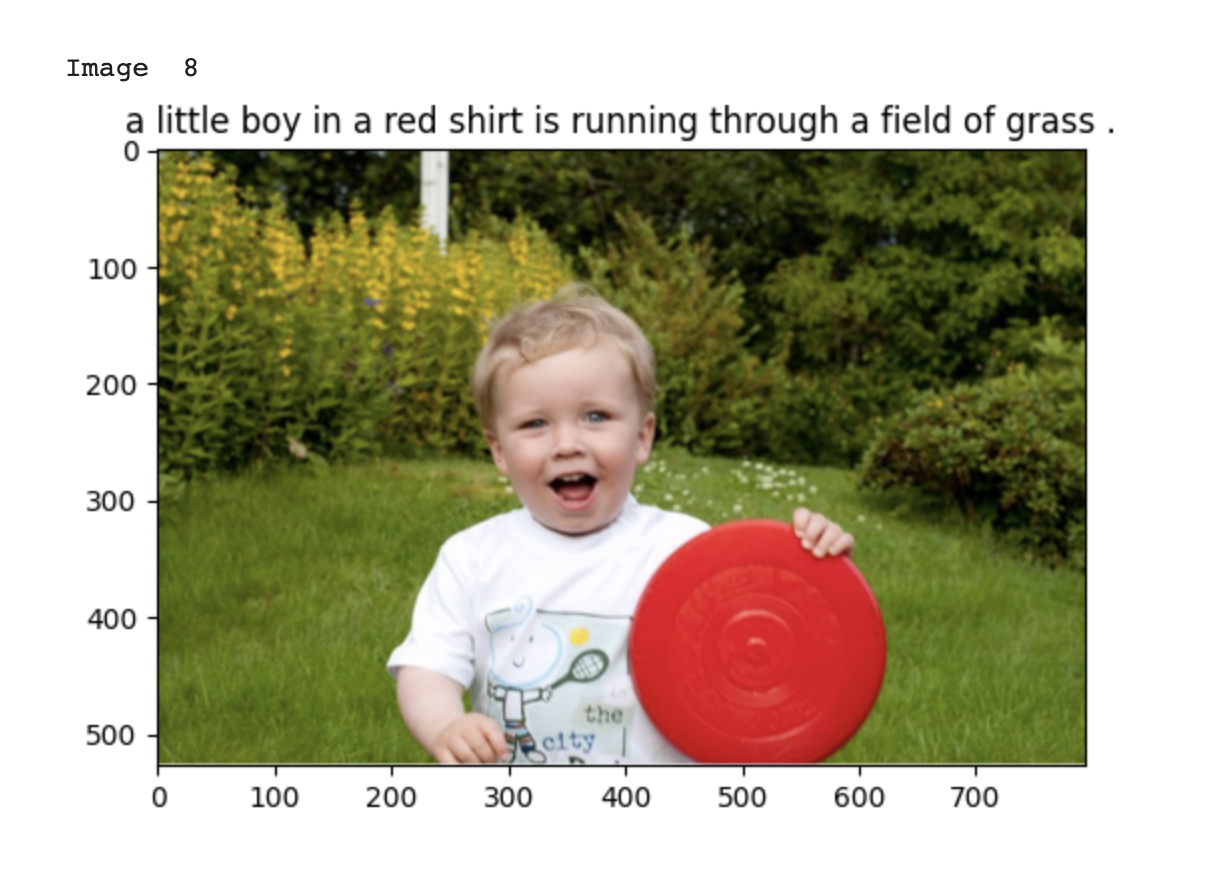 Image 8
a little boy in a red shirt is running through a field of grass .
0
100
200
300
400
500
the
city
0 100 200 300 400 500 600 700